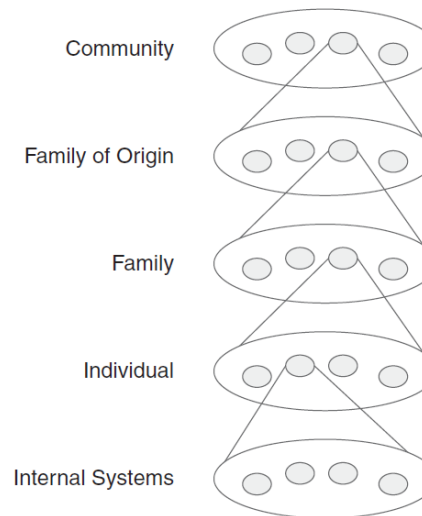 Community
Family of Origin
Family
Individual
Internal Systems